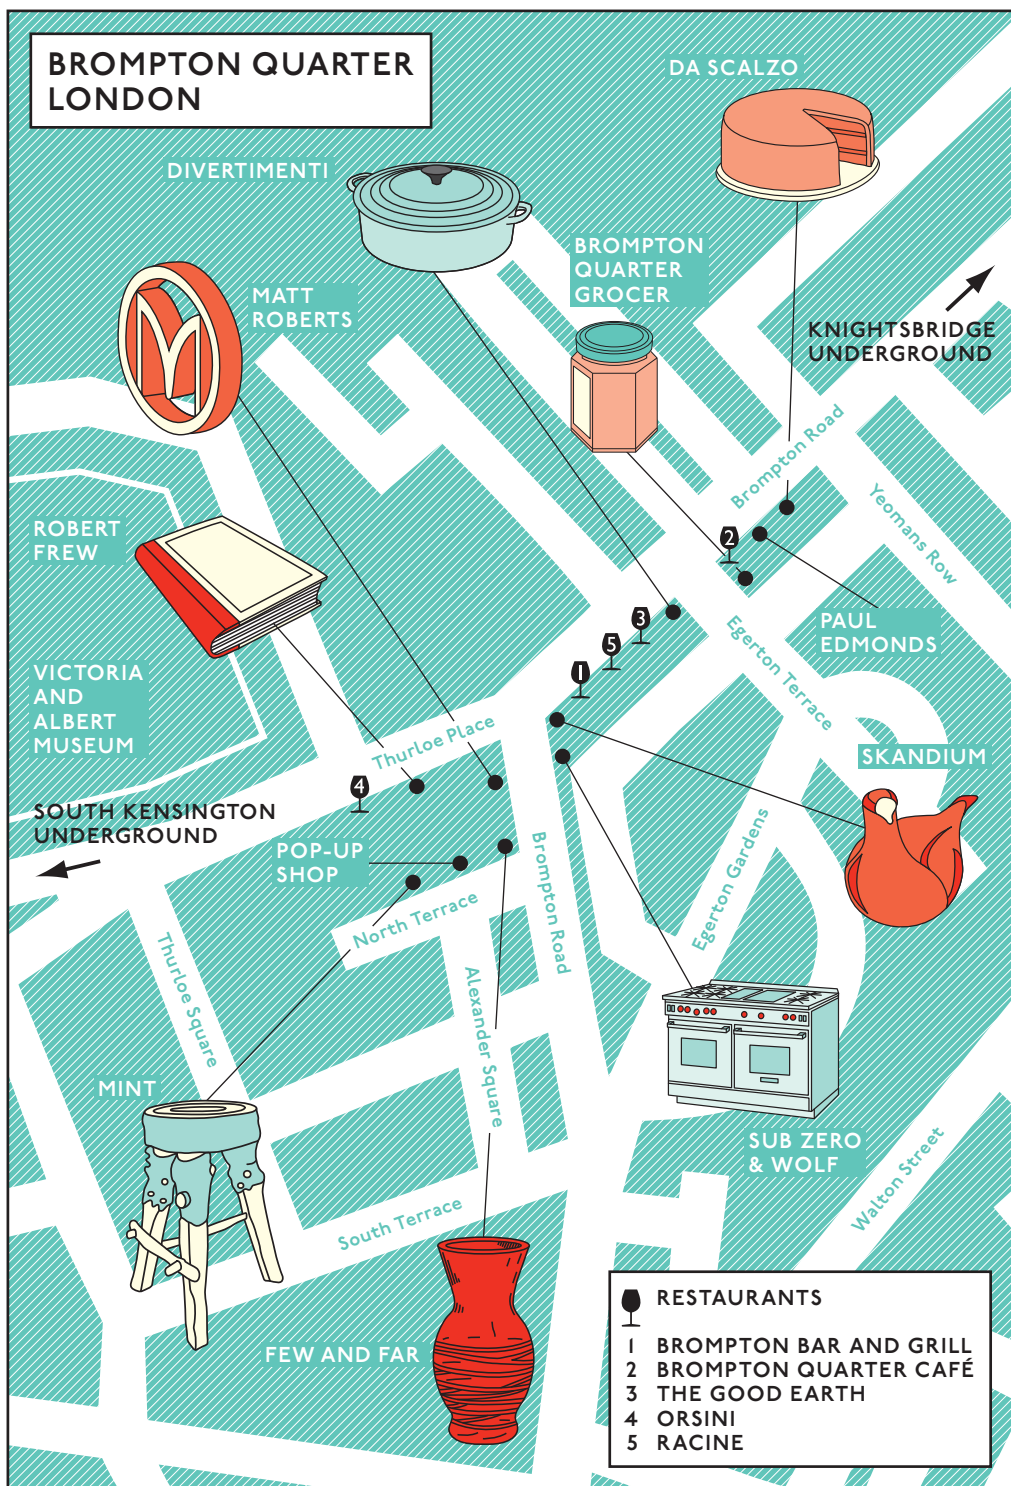 BROMPTON QUARTER
LONDON
DA SCALZO
DIVERTIMENTI
BROMPTON
QUARTER
GROCER
MATT
ROBERTS
KNIGHTSBRIDGE
UNDERGROUND
Brompton Road
Yeomans Row
ROBERT
FREW
2
3
5
1
PAUL
EDMONDS
Egerton Terrace
VICTORIA
AND
ALBERT
MUSEUM
Thurloe Place
SKANDIUM
4
SOUTH KENSINGTON
UNDERGROUND
POP-UP
SHOP
Brompton Road
Egerton Gardens
North Terrace
Thurloe Square
Alexander Square
MINT
SUB ZERO
& WOLF
Walton Street
South Terrace
FEW AND FAR
RESTAURANTS
1 BROMPTON BAR AND GRILL
2 BROMPTON QUARTER CAFÉ
3 THE GOOD EARTH
4 ORSINI
5 RACINE